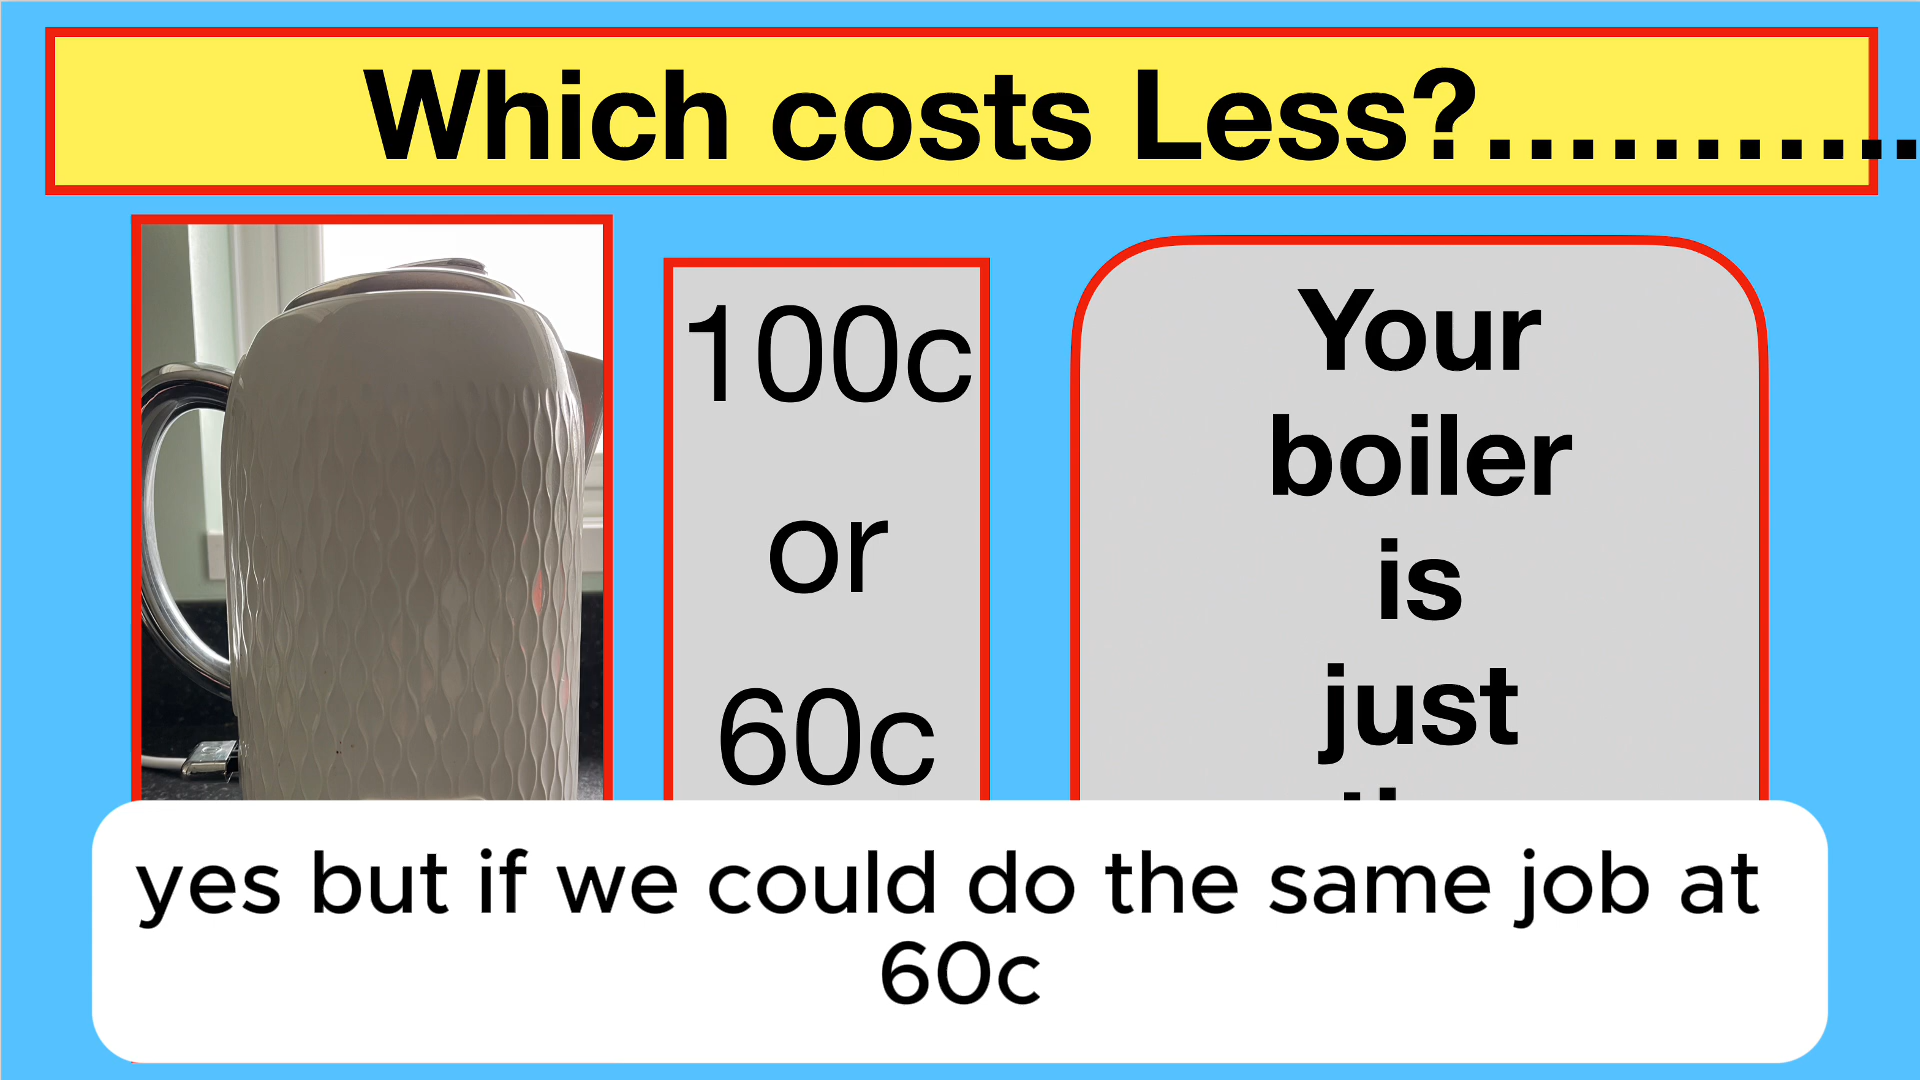 Which costs Less?...........
100c
or
60c
Your
boiler
is
just
yes but if we could do the same job at
60c